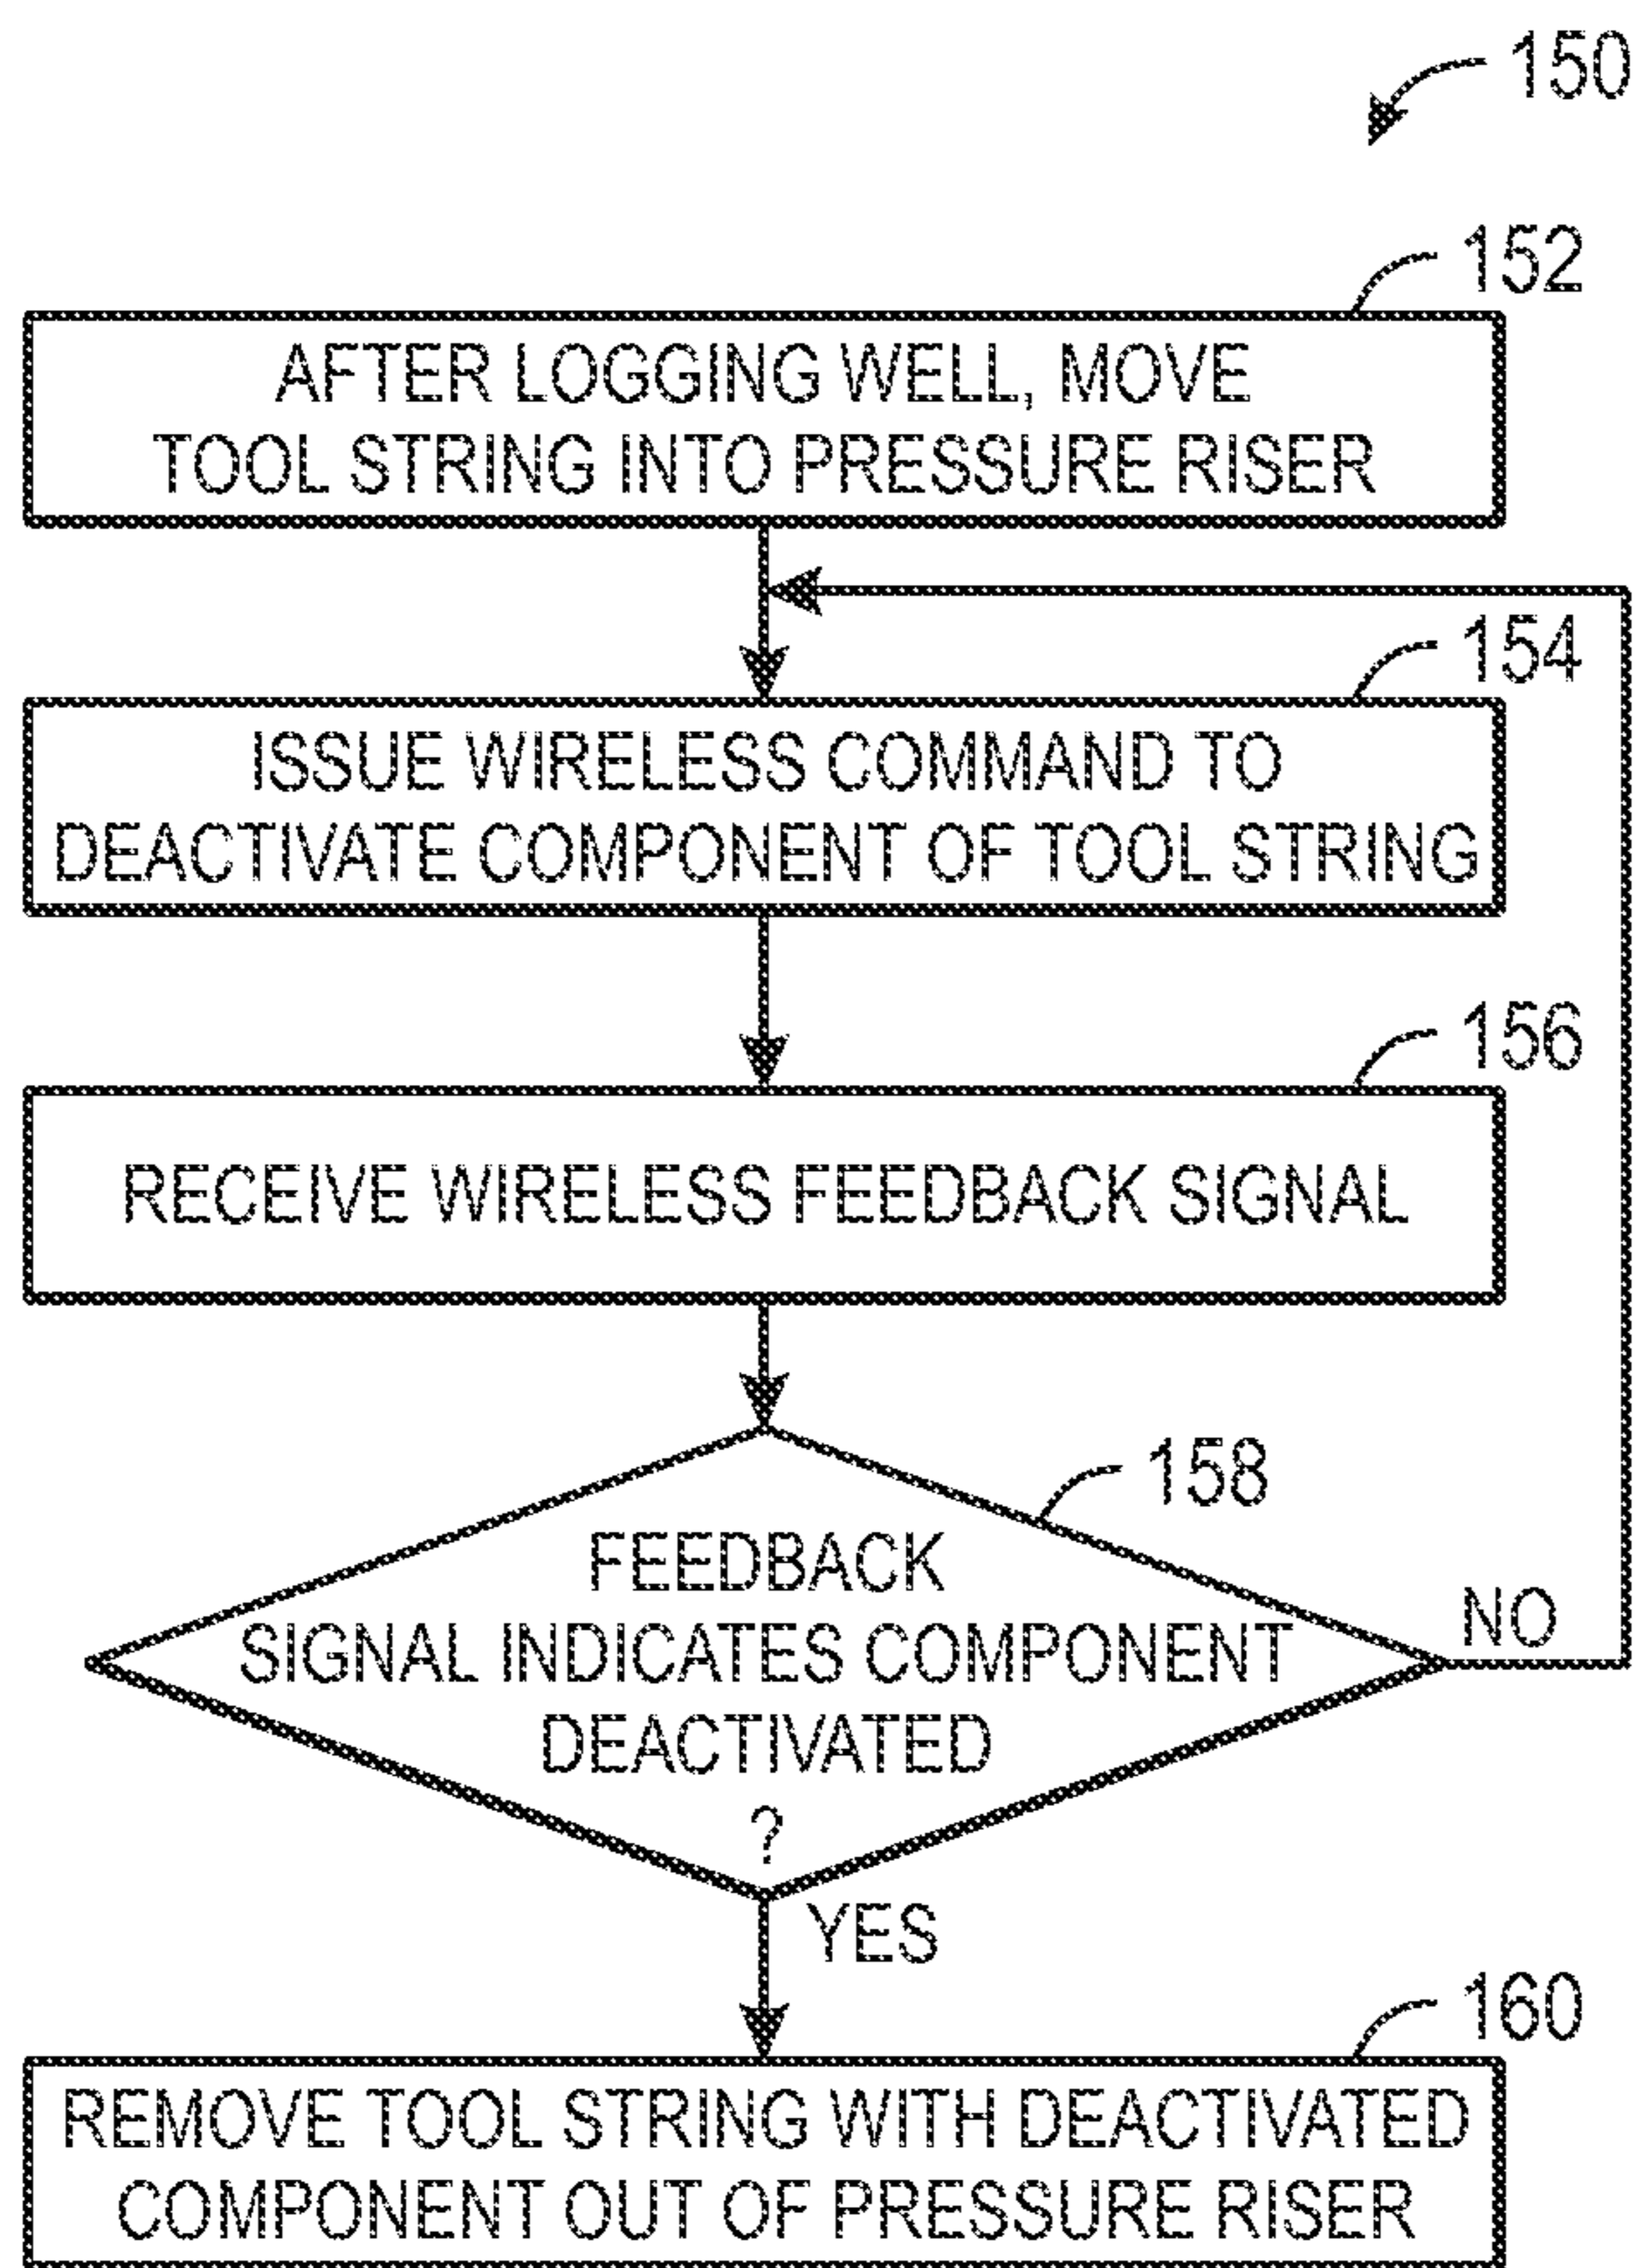 150
152
AFTER LOGGING WELL, MOVE
TOOL STRING INTO PRESSURE RISER
154
ISSUE WIRELESS COMMAND TO
DEACTIVATE COMPONENT OF TOOL STRING
156
RECEIVE WIRELESS FEEDBACK SIGNAL
158
FEEDBACK
SIGNAL INDICATES COMPONENT
DEACTIVATED
?
NO
YES
160
REMOVE TOOL STRING WITH DEACTIVATED
COMPONENT OUT OF PRESSURE RISER